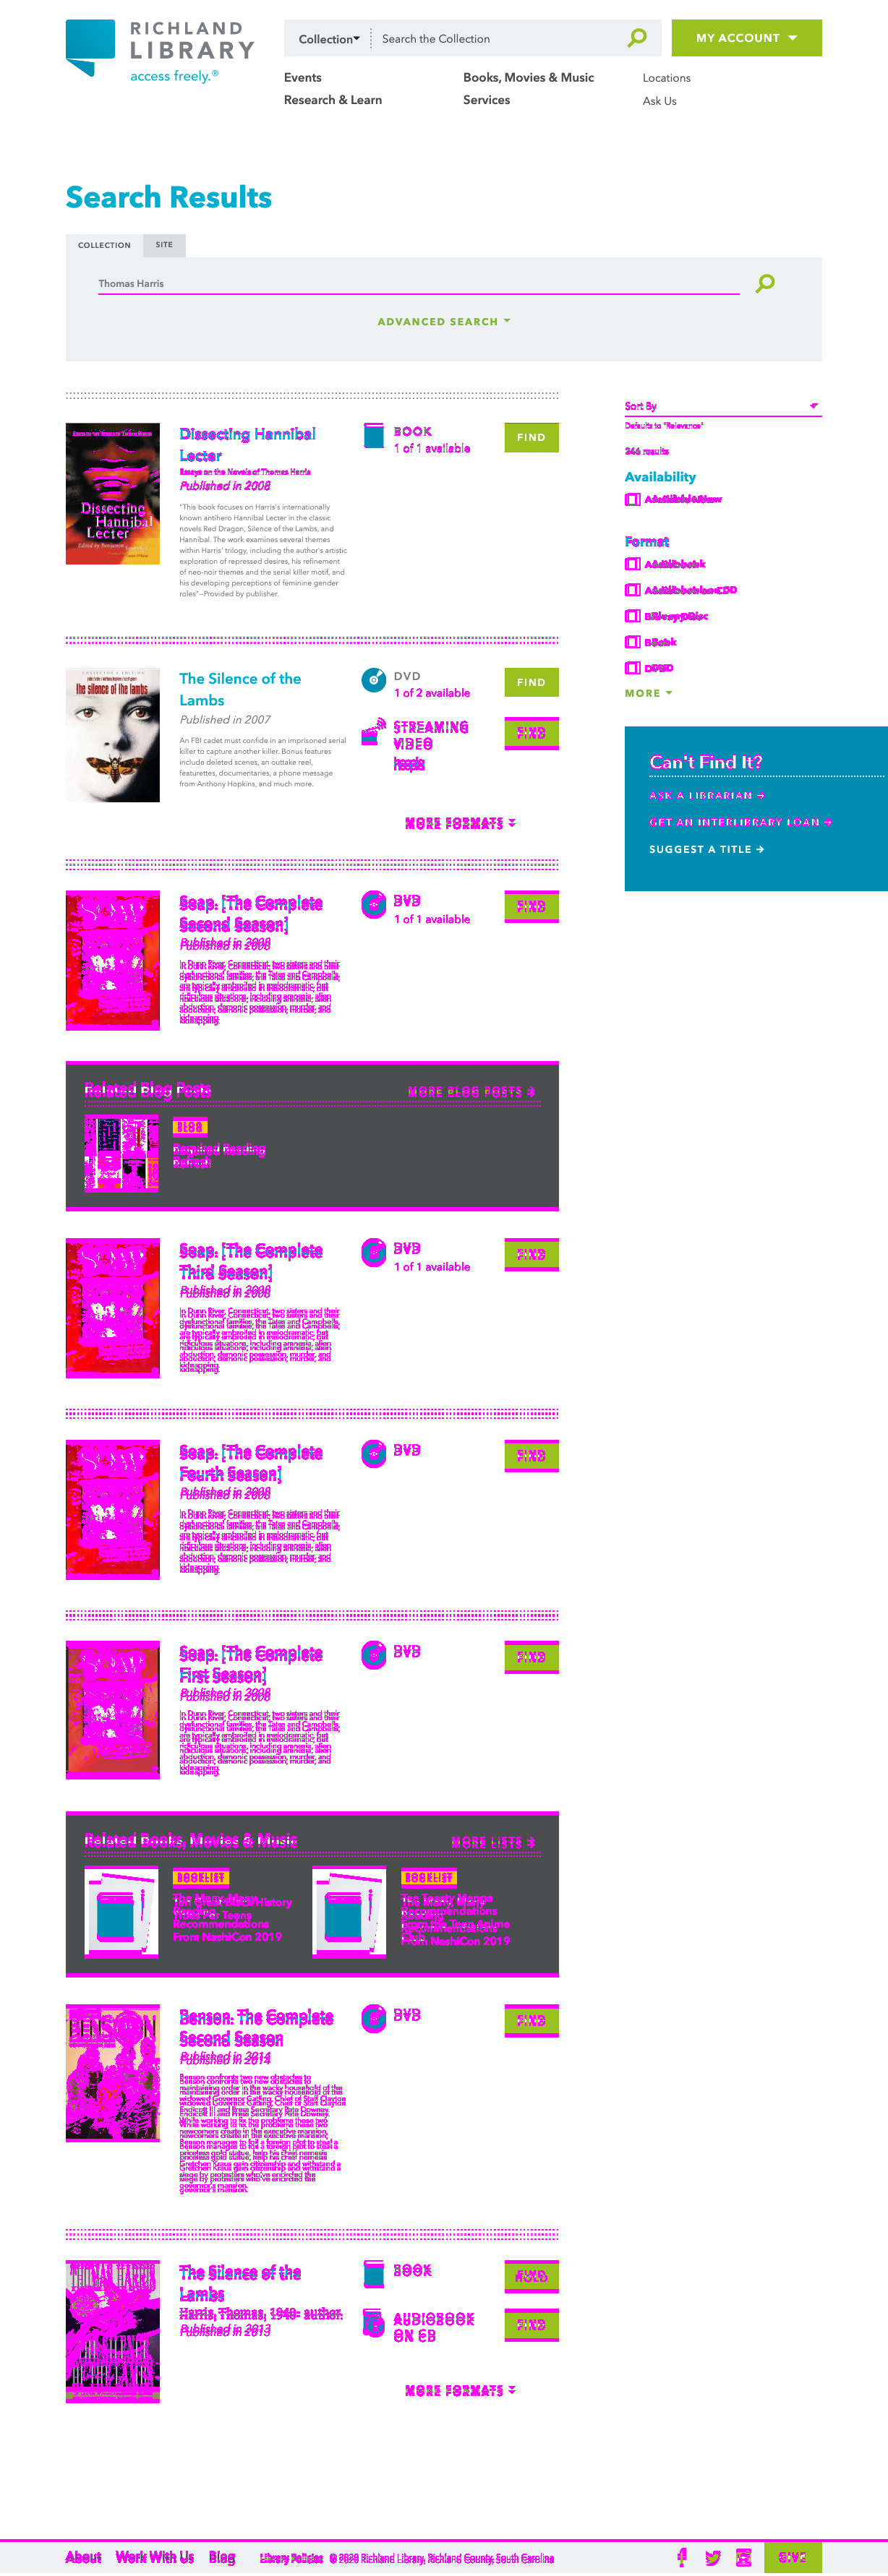 RICHLAND
LIBRARY
access freely.®
Collection
Search the Collection
MY ACCOUNT
Events
Books, Movies & Music
Locations
Research & Learn
Services
Ask Us
Search Results
COLLECTION
SITE
Thomas Harris
ADVANCED SEARCH
Dissecting Hannibal
Lecter
Essays on the Novels of Thomas Harris
Published in 2008
"This book focuses on Harris's internationally
known antihero Hannibal Lecter in the classic
novels Red Dragon, Silence of the Lambs, and
Hannibal. The work examines several themes
within Harris' trilogy, including the author's artistic
exploration of repressed desires, his refinement
of neo-noir themes and the serial killer motif, and
his developing perceptions of feminine gender
roles"--Provided by publisher.
BOOK
1 of 1 available
FIND
Dissecting
Hannibal
Lecter
The Silence of the
Lambs
Published in 2007
An FBI cadet must confide in an imprisoned serial
killer to capture another killer. Bonus features
include deleted scenes, an outtake reel,
featurettes, documentaries, a phone message
from Anthony Hopkins, and much more.
the silence of the lambs
DVD
1 of 2 available
FIND
STREAMING
VIDEO
FIND
MORE FORMATS
Soap. [The Complete
Second Season]
Published in 2008
In Dunn River, Connecticut, two sisters and their
dysfunctional families, the Tates and Campbells,
are typically embroiled in melodramatic, but
ridiculous situations, including amnesia, alien
abduction, demonic possession, murder, and
kidnapping.
DVD
1 of 1 available
FIND
Related Blog Posts
MORE BLOG POSTS
BLOG
Required Reading
Refresh
Soap. [The Complete
Third Season]
Published in 2008
In Dunn River, Connecticut, two sisters and their
dysfunctional families, the Tates and Campbells,
are typically embroiled in melodramatic, but
ridiculous situations, including amnesia, alien
abduction, demonic possession, murder, and
kidnapping.
DVD
1 of 1 available
FIND
Soap. [The Complete
Fourth Season]
Published in 2008
In Dunn River, Connecticut, two sisters and their
dysfunctional families, the Tates and Campbells,
are typically embroiled in melodramatic, but
ridiculous situations, including amnesia, alien
abduction, demonic possession, murder, and
kidnapping.
DVD
FIND
Soap. [The Complete
First Season]
Published in 2008
In Dunn River, Connecticut, two sisters and their
dysfunctional families, the Tates and Campbells,
are typically embroiled in melodramatic, but
ridiculous situations, including amnesia, alien
abduction, demonic possession, murder, and
kidnapping.
DVD
FIND
Related Books, Movies & Music
MORE LISTS
BOOKLIST
Recommendations
From NashiCon 2019
BOOKLIST
Recommendations
From NashiCon 2019
Benson. The Complete
Second Season
Published in 2014
Benson confronts two new obstacles to
maintaining order in the wacky household of the
widowed Governor Gatling: Chief of Staff Clayton
Endicott III and Press Secretary Pete Downey.
While working to fix the problems these two
newcomers create in the executive mansion,
Benson manages to foil a foreign plot to steal a
priceless gold statue, help his chief nemesis
Gretchen Kraus gain citizenship and withstand a
siege by protesters who've encircled the
governor's mansion.
DVD
FIND
The Silence of the
Lambs
Harris, Thomas, 1940- author.
Published in 2013
BOOK
AUDIOBOOK
ON CD
FIND
MORE FORMATS
Sort By
Defaults to "Relevance"
246 results
Availability
Format
MORE
Can't Find It?
ASK A LIBRARIAN →
GET AN INTERLIBRARY LOAN →
SUGGEST A TITLE →
About
Work With Us
Blog
Library Policies
© 2020 Richland Library, Richland County, South Carolina
GIVE